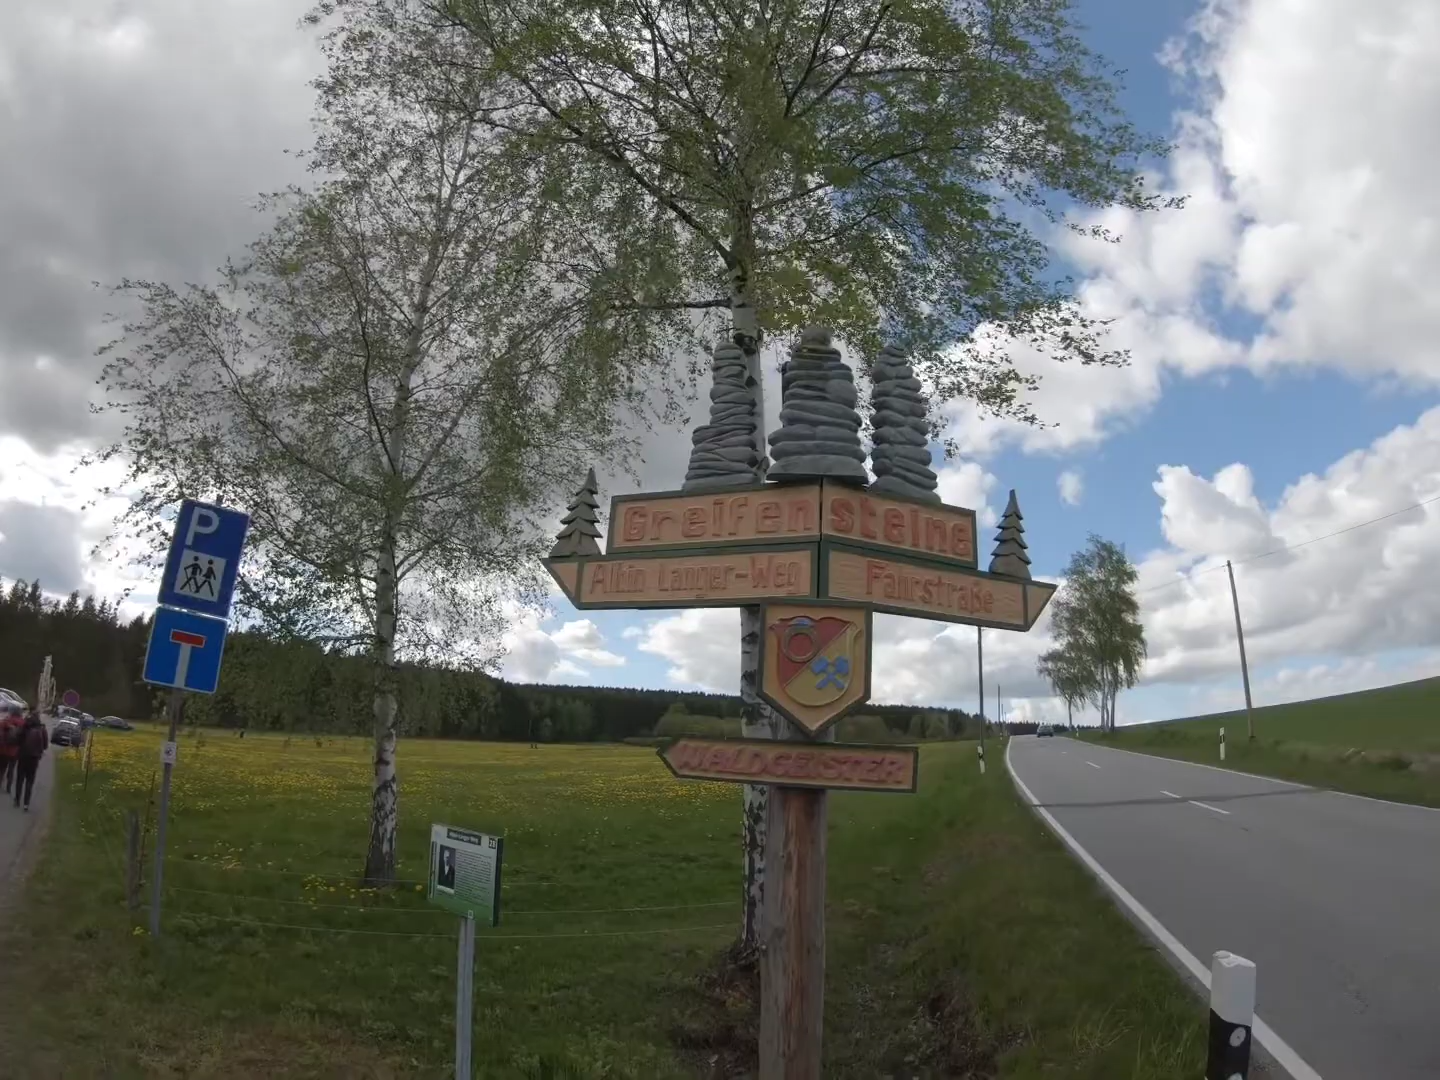 P
Greifensteine
Albin Langer-Weg
Fahrstraße
WALDGEISTER